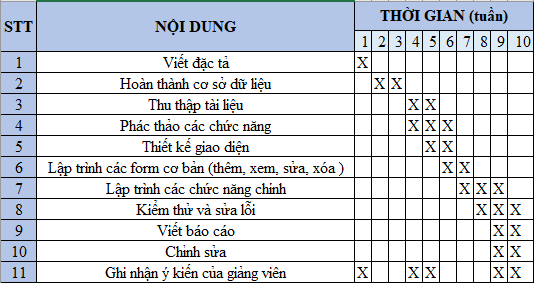 STT NỘI DUNG THỜI GIAN (tuần)
1 2 3 4 5 6 7 8 9 10
1 Viết đặc tả X
2 Hoàn thành cơ sở dữ liệu X X
3 Thu thập tài liệu X X
4 Phác thảo các chức năng X X X
5 Thiết kế giao diện X X
6 Lập trình các form cơ bản (thêm, xem, sửa, xóa ) X X
7 Lập trình các chức năng chính X X X
8 Kiểm thử và sửa lỗi X X X
9 Viết báo cáo X X
10 Chỉnh sửa X X
11 Ghi nhận ý kiến của giảng viên X X X X X